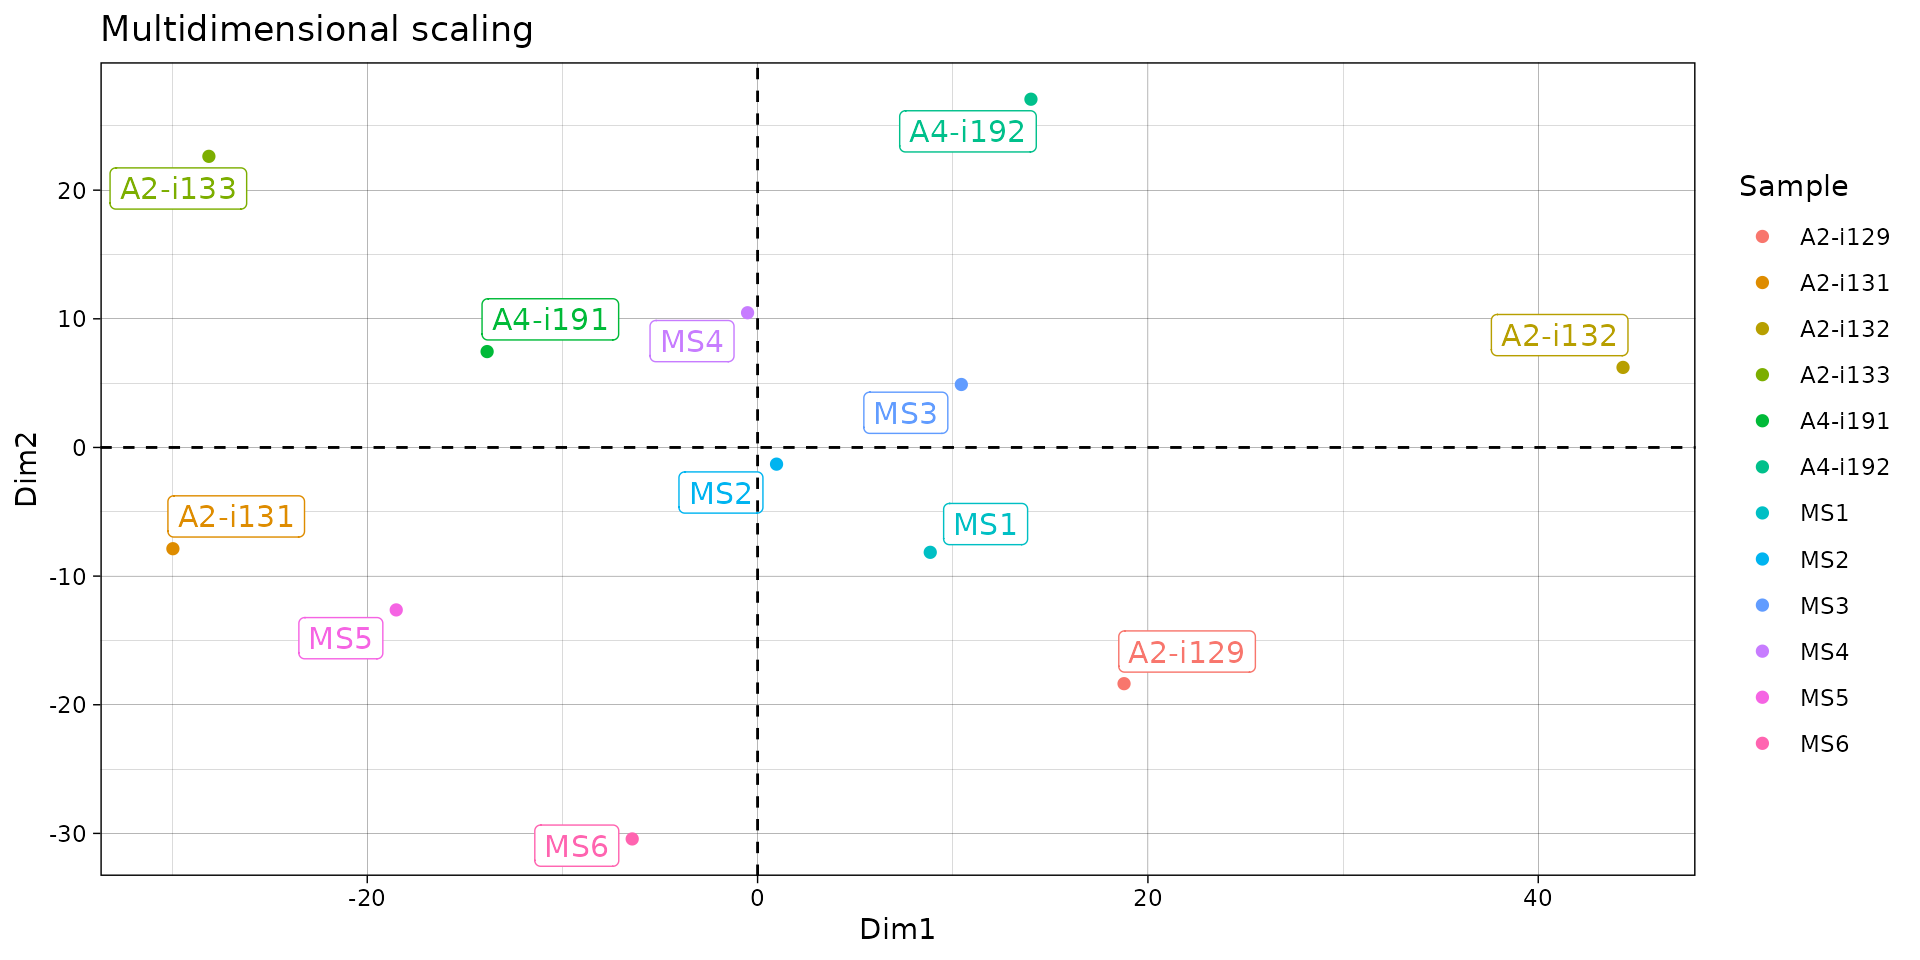 Multidimensional scaling
A4-i192
A2-i133
A4-i191
MS4
A2-i132
MS3
MS2
A2-i131
MS1
MS5
A2-i129
MS6
20
10
0
-10
-20
-30
Dim2
-20
0
20
40
Dim1
Sample
A2-i129
A2-i131
A2-i132
A2-i133
A4-i191
A4-i192
MS1
MS2
MS3
MS4
MS5
MS6